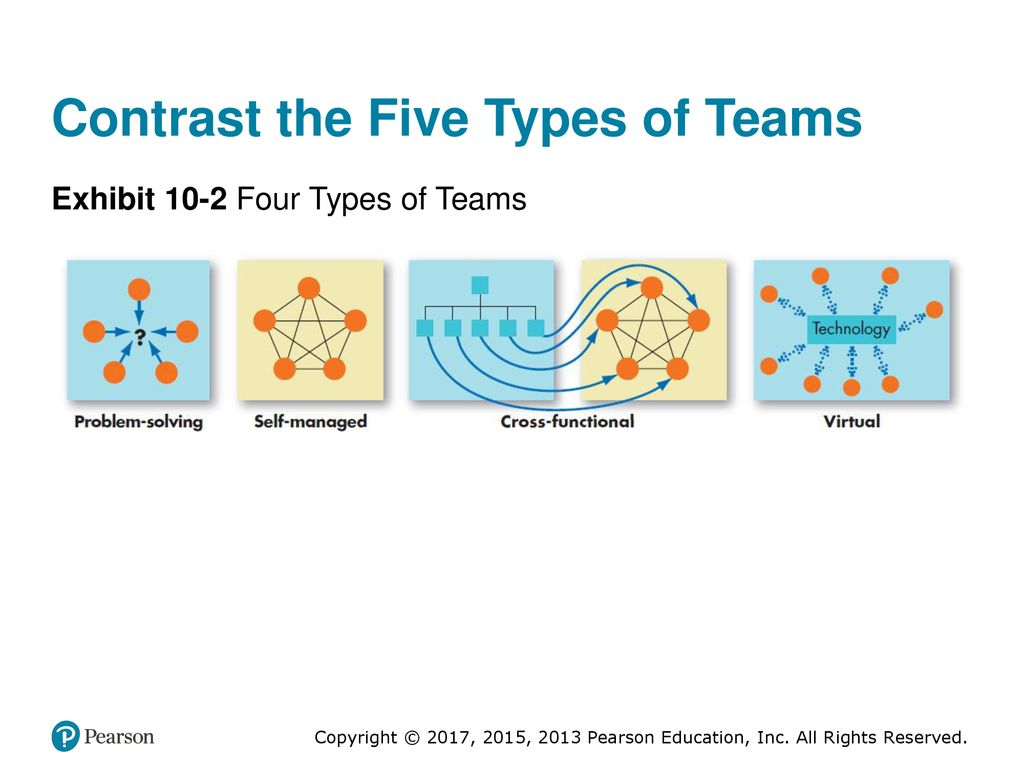 Contrast the Five Types of Teams
Exhibit 10-2 Four Types of Teams
?
Technology
Problem-solving
Self-managed
Cross-functional
Virtual
P Pearson
Copyright © 2017, 2015, 2013 Pearson Education, Inc. All Rights Reserved.